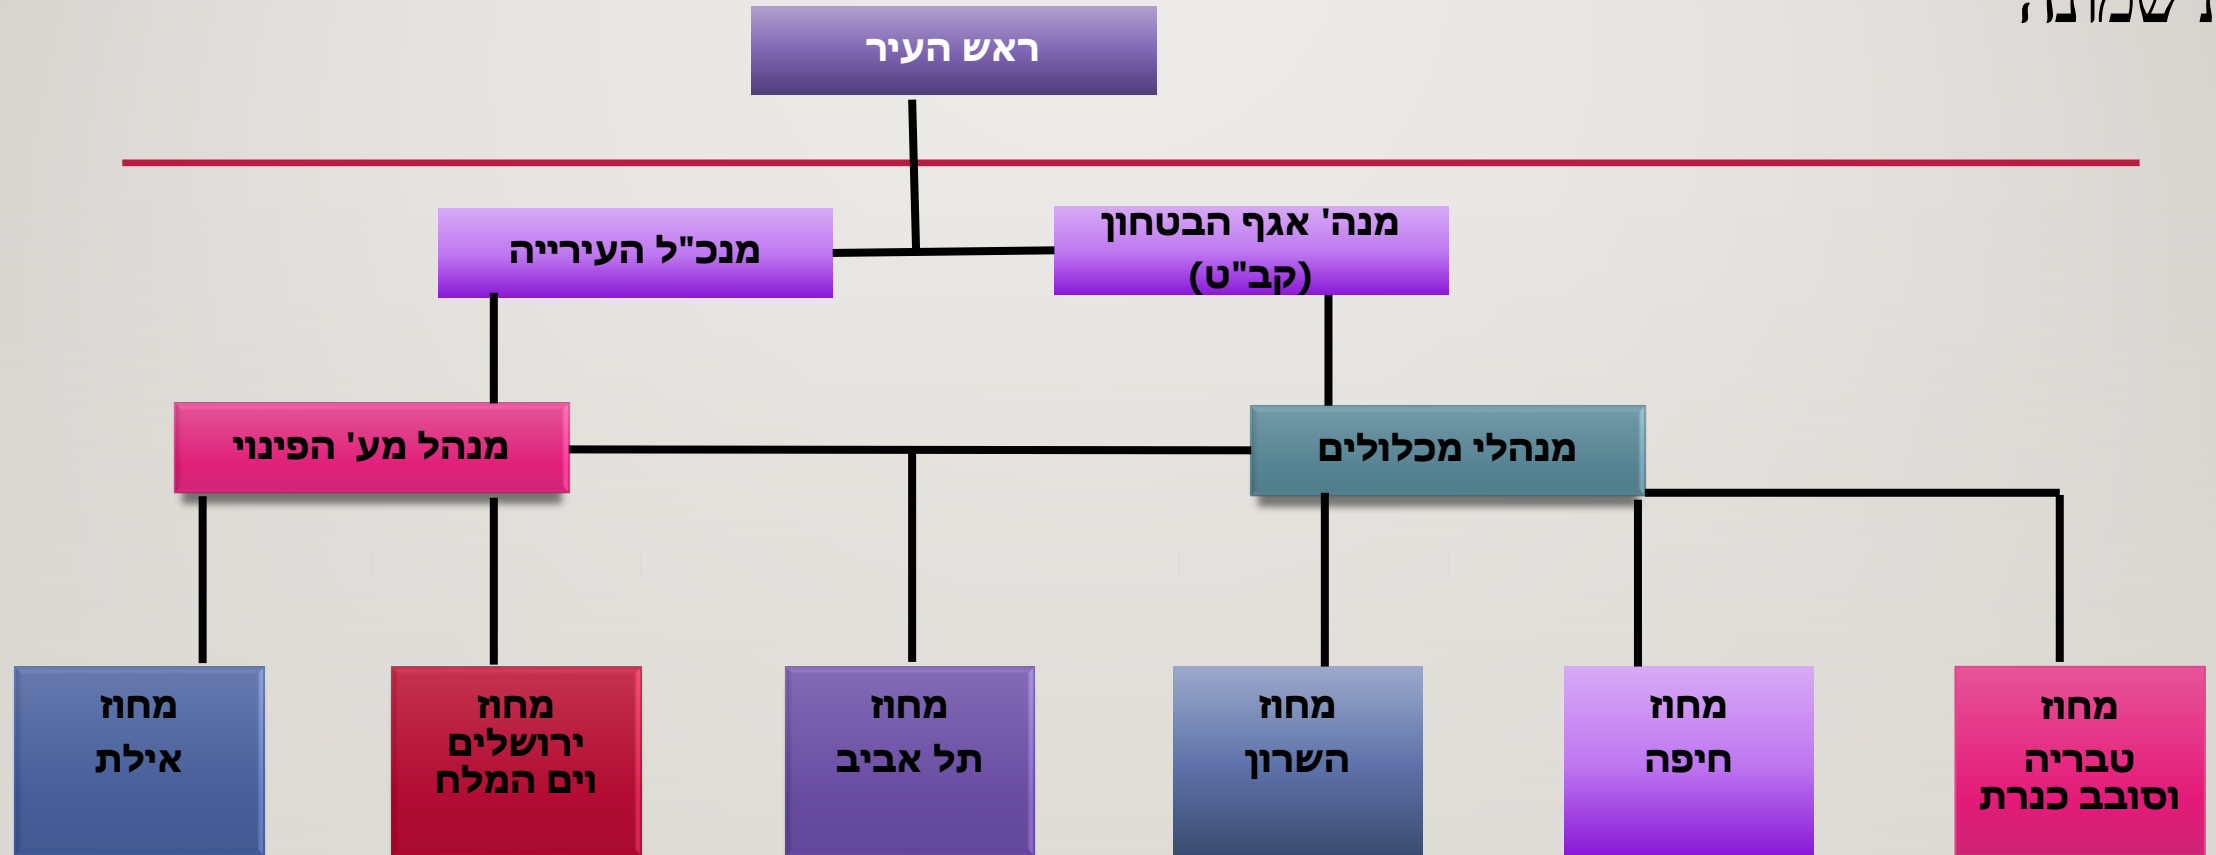 ראש העיר
מנה' אגף הבטחון
(קב"ט)
מנכ"ל העירייה
מנהלי מכלולים
מנהל מע' הפינוי
מחוז
טבריה
וסובב כנרת
מחוז
חיפה
מחוז
השרון
מחוז
תל אביב
מחוז
ירושלים
וים המלח
מחוז
אילת